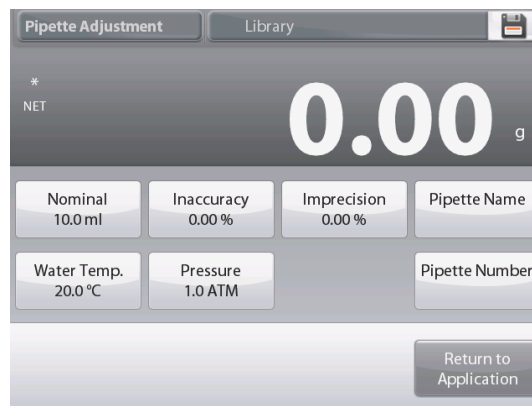 Pipette Adjustment
Library
*
NET
0.00 g
Nominal
10.0 ml
Inaccuracy
0.00 %
Imprecision
0.00 %
Pipette Name
Water Temp.
20.0 °C
Pressure
1.0 ATM
Pipette Number
Return to
Application